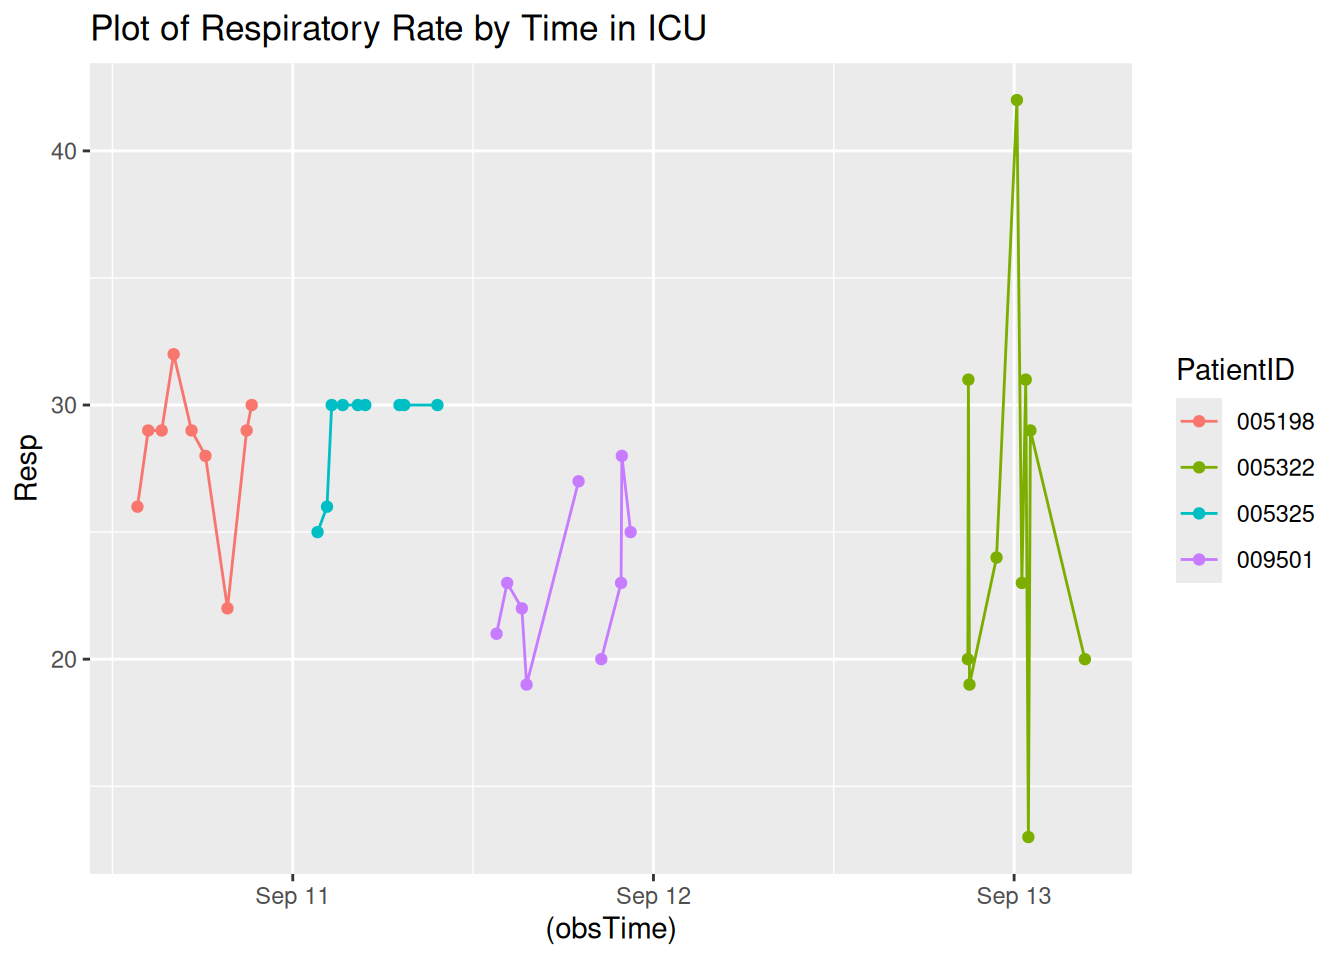 Plot of Respiratory Rate by Time in ICU
40
30
20
Resp
Sep 11
Sep 12
Sep 13
(obsTime)
PatientID
005198
005322
005325
009501